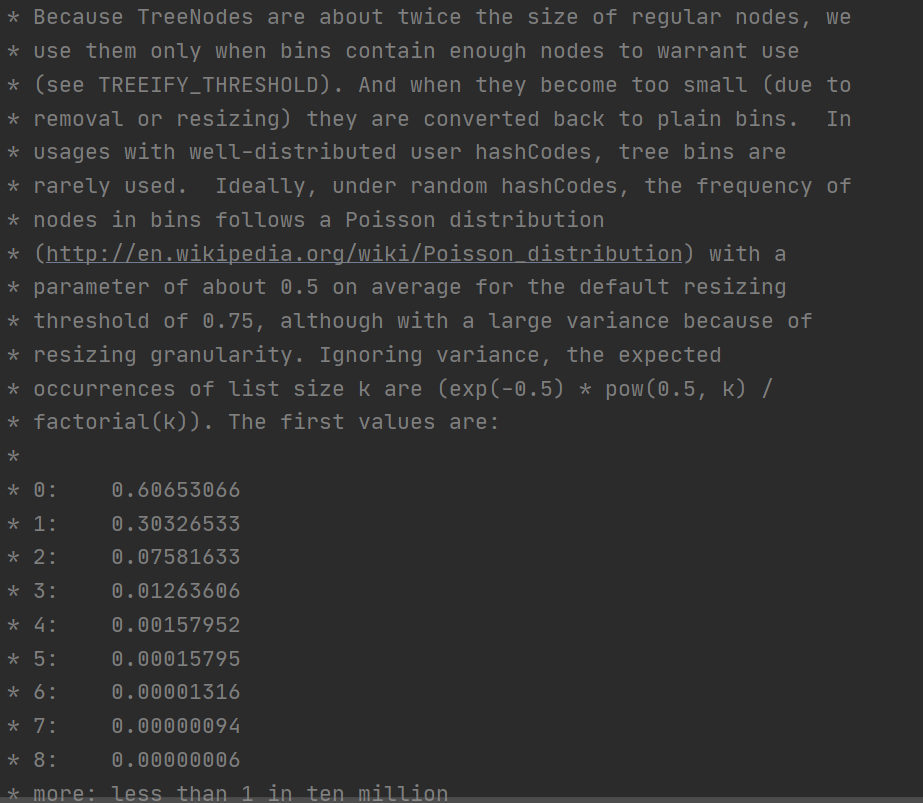 * Because TreeNodes are about twice the size of regular nodes, we
* use them only when bins contain enough nodes to warrant use
* (see TREEIFY_THRESHOLD). And when they become too small (due to
* removal or resizing) they are converted back to plain bins.  In
* usages with well-distributed user hashCodes, tree bins are
* rarely used.  Ideally, under random hashCodes, the frequency of
* nodes in bins follows a Poisson distribution
* (http://en.wikipedia.org/wiki/Poisson_distribution) with a
* parameter of about 0.5 on average for the default resizing
* threshold of 0.75, although with a large variance because of
* resizing granularity. Ignoring variance, the expected
* occurrences of list size k are (exp(-0.5) * pow(0.5, k) /
* factorial(k)). The first values are:
*
* 0:    0.60653066
* 1:    0.30326533
* 2:    0.07581633
* 3:    0.01263606
* 4:    0.00157952
* 5:    0.00015795
* 6:    0.00001316
* 7:    0.00000094
* 8:    0.00000006
* more: less than 1 in ten million